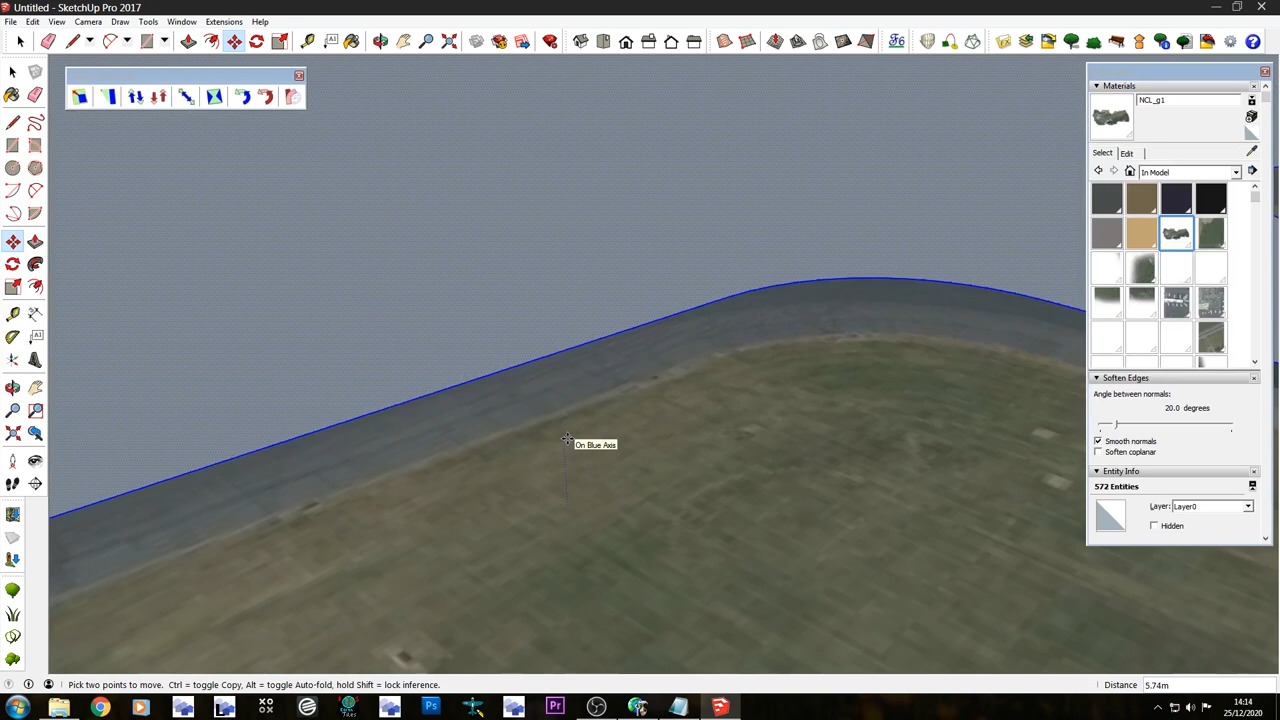 Untitled - SketchUp Pro 2017
File Edit View Camera Draw Tools Window Extensions Help
Materials
NCL_g1
Select Edit
In Model
On Blue Axis
Soften Edges
Angle between normals:
20.0 degrees
Smooth normals
Soften coplanar
Entity Info
572 Entities
Layer: Layer0
Hidden
Pick two points to move. Ctrl = toggle Copy, Alt = toggle Auto-fold, hold Shift = lock inference.
Distance 5.74m
14:14
25/12/2020